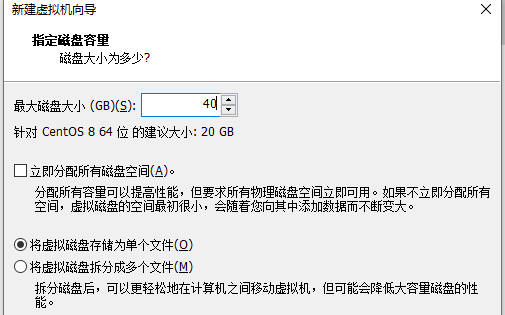 新建虚拟机向导
指定磁盘容量
磁盘大小为多少?
最大磁盘大小 (GB)(S): 40
针对 CentOS 8 64 位 的建议大小: 20 GB
立即分配所有磁盘空间(A)。
分配所有容量可以提高性能，但要求所有物理磁盘空间立即可用。如果不立即分配所有
空间，虚拟磁盘的空间最初很小，会随着您向其中添加数据而不断变大。
将虚拟磁盘存储为单个文件(O)
将虚拟磁盘拆分成多个文件(M)
拆分磁盘后，可以更轻松地在计算机之间移动虚拟机，但可能会降低大容量磁盘的性
能。